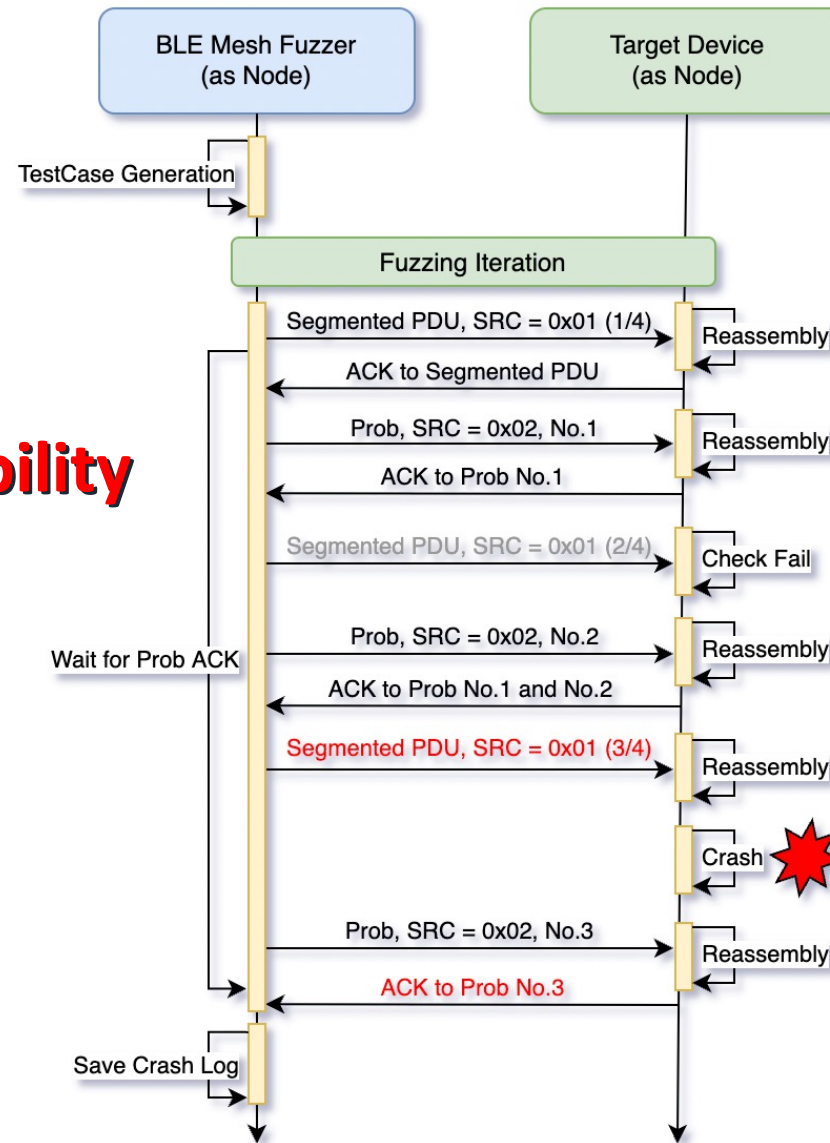 BLE Mesh Fuzzer
(as Node)
Target Device
(as Node)
TestCase Generation
Fuzzing Iteration
Segmented PDU, SRC = 0x01 (1/4)
Reassembly
ACK to Segmented PDU
Prob, SRC = 0x02, No.1
Reassembly
bility
ACK to Prob No.1
Segmented PDU, SRC = 0x01 (2/4)
Check Fail
Prob, SRC = 0x02, No.2
Reassembly
Wait for Prob ACK
ACK to Prob No.1 and No.2
Segmented PDU, SRC = 0x01 (3/4)
Reassembly
Crash
Prob, SRC = 0x02, No.3
Reassembly
ACK to Prob No.3
Save Crash Log